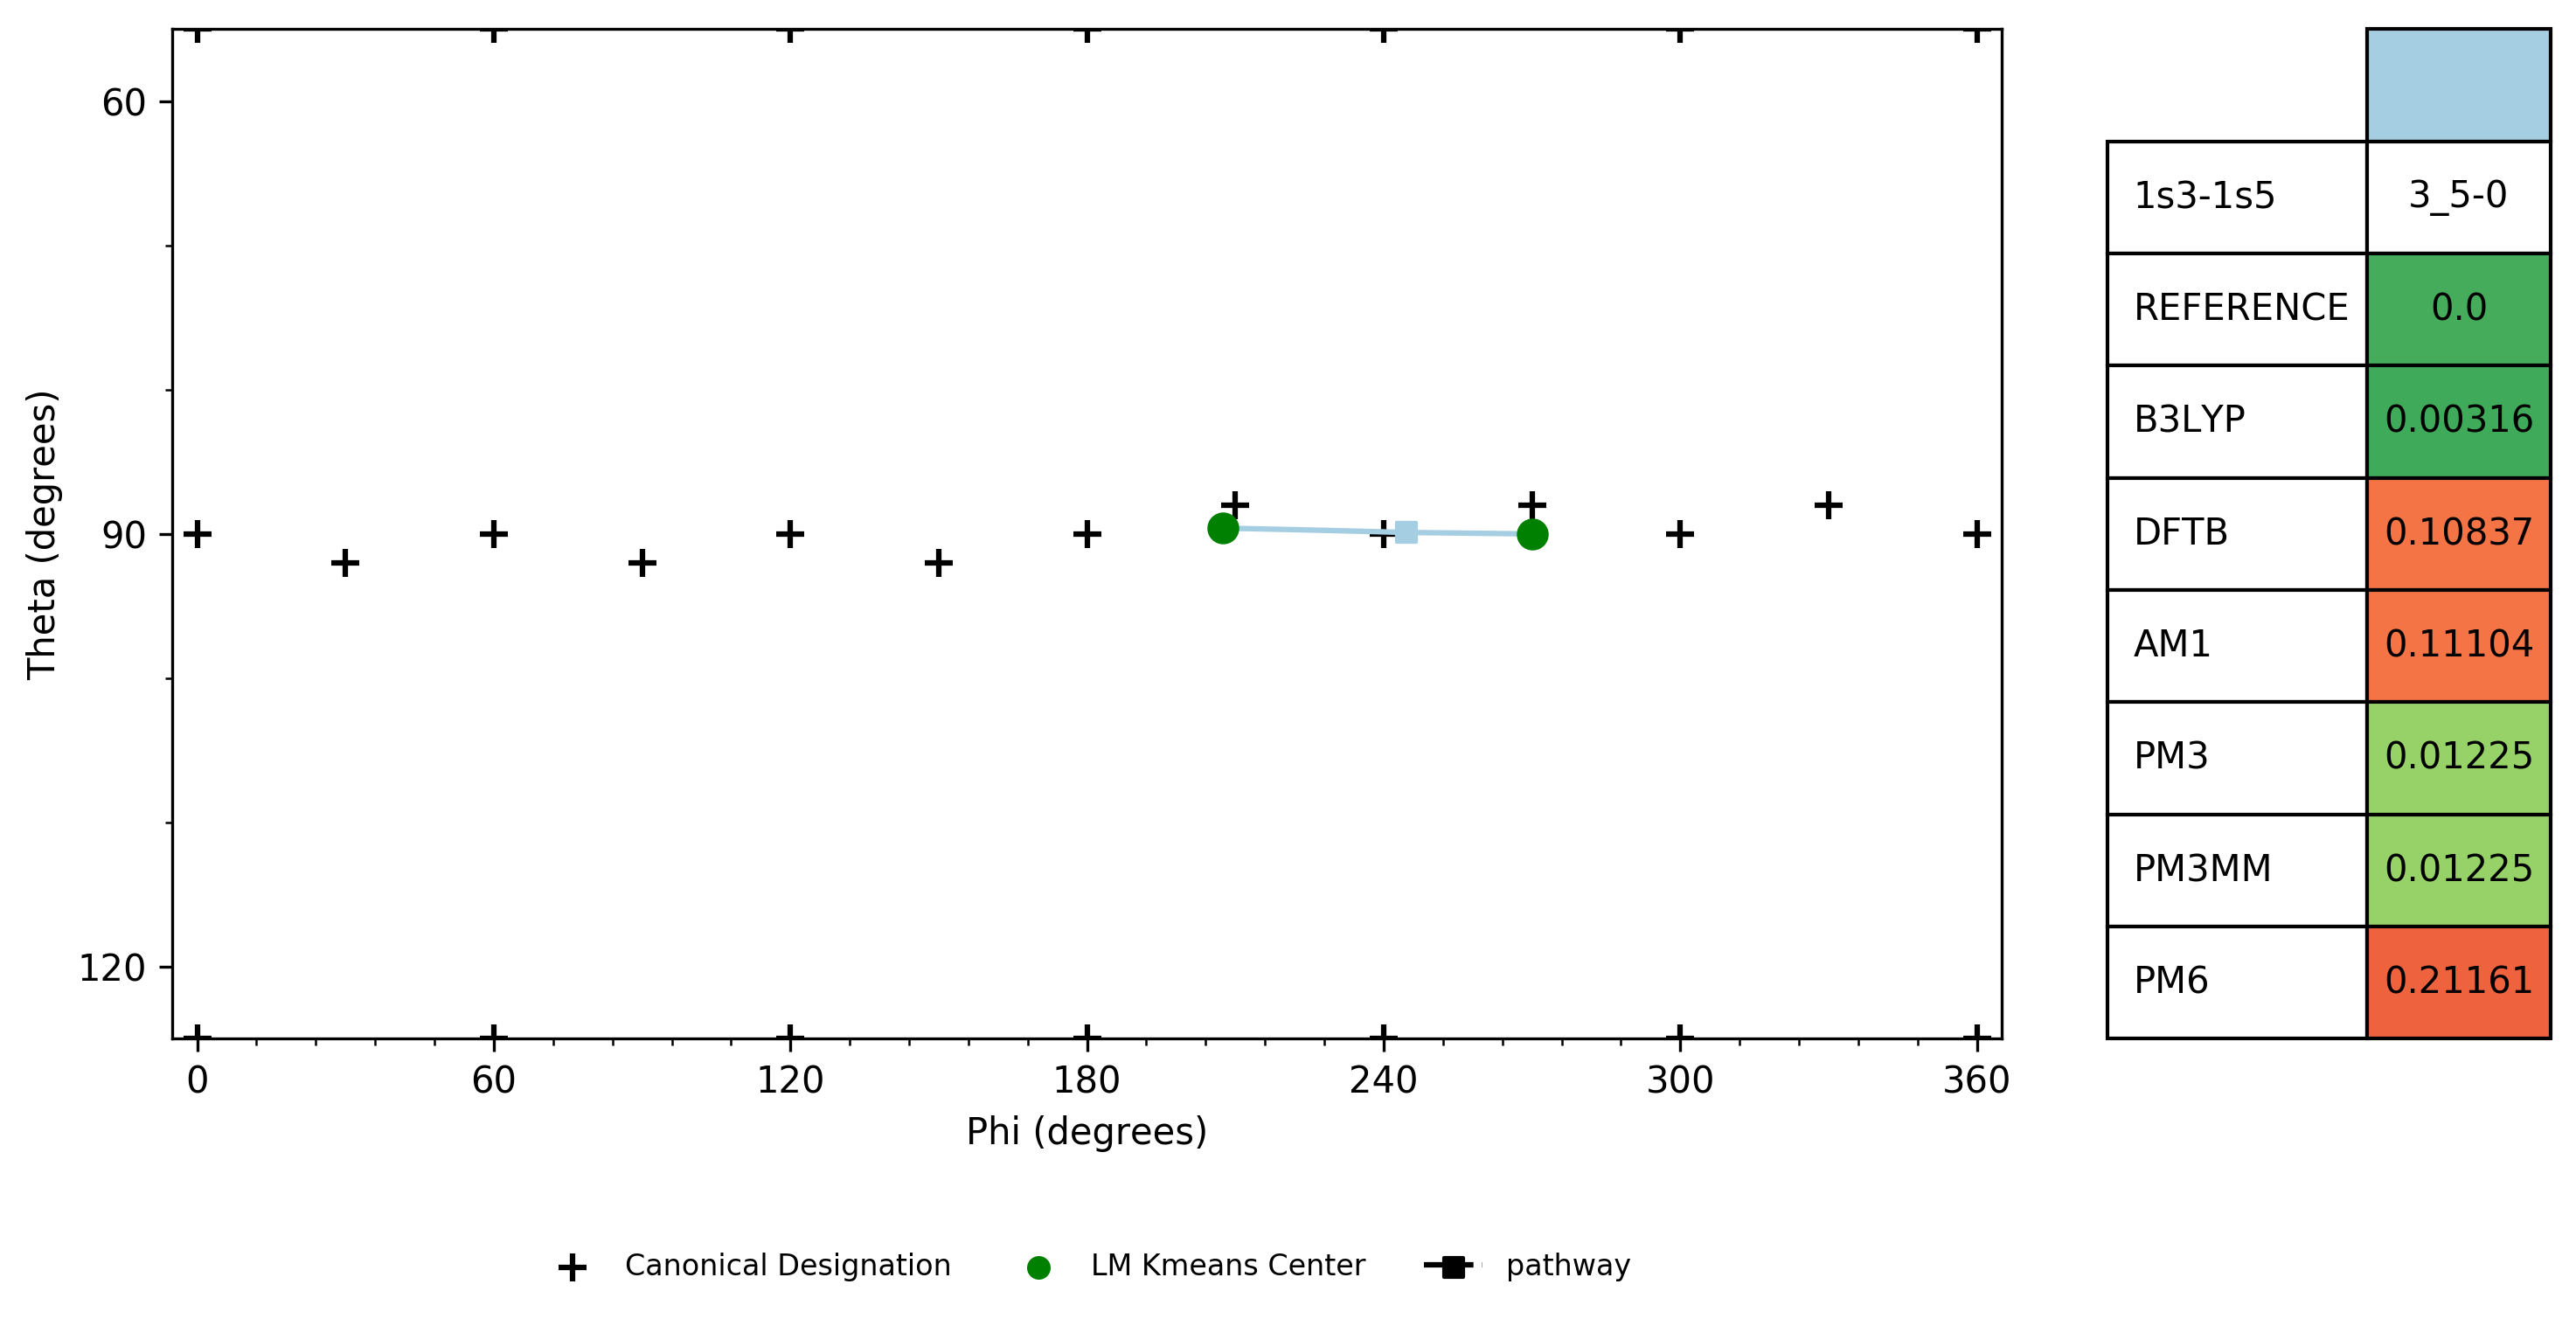 60
90
120
Theta (degrees)
0 60 120 180 240 300 360
Phi (degrees)
Canonical Designation LM Kmeans Center pathway
1s3-1s5 3_5-0
REFERENCE 0.0
B3LYP 0.00316
DFTB 0.10837
AM1 0.11104
PM3 0.01225
PM3MM 0.01225
PM6 0.21161